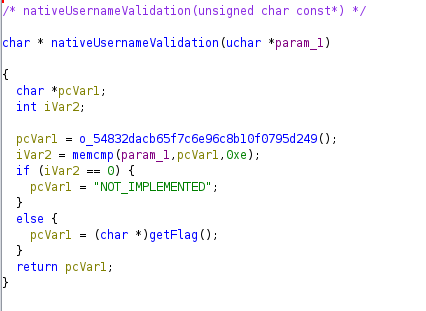 /* nativeUsernameValidation(unsigned char const*) */
char * nativeUsernameValidation(uchar *param_1)
{
char *pcVar1;
int iVar2;
pcVar1 = o_54832dacb65f7c6e96c8b10f0795d249();
iVar2 = memcmp(param_1,pcVar1,0xe);
if (iVar2 == 0) {
pcVar1 = "NOT_IMPLEMENTED";
}
else {
pcVar1 = (char *)getFlag();
}
return pcVar1;
}